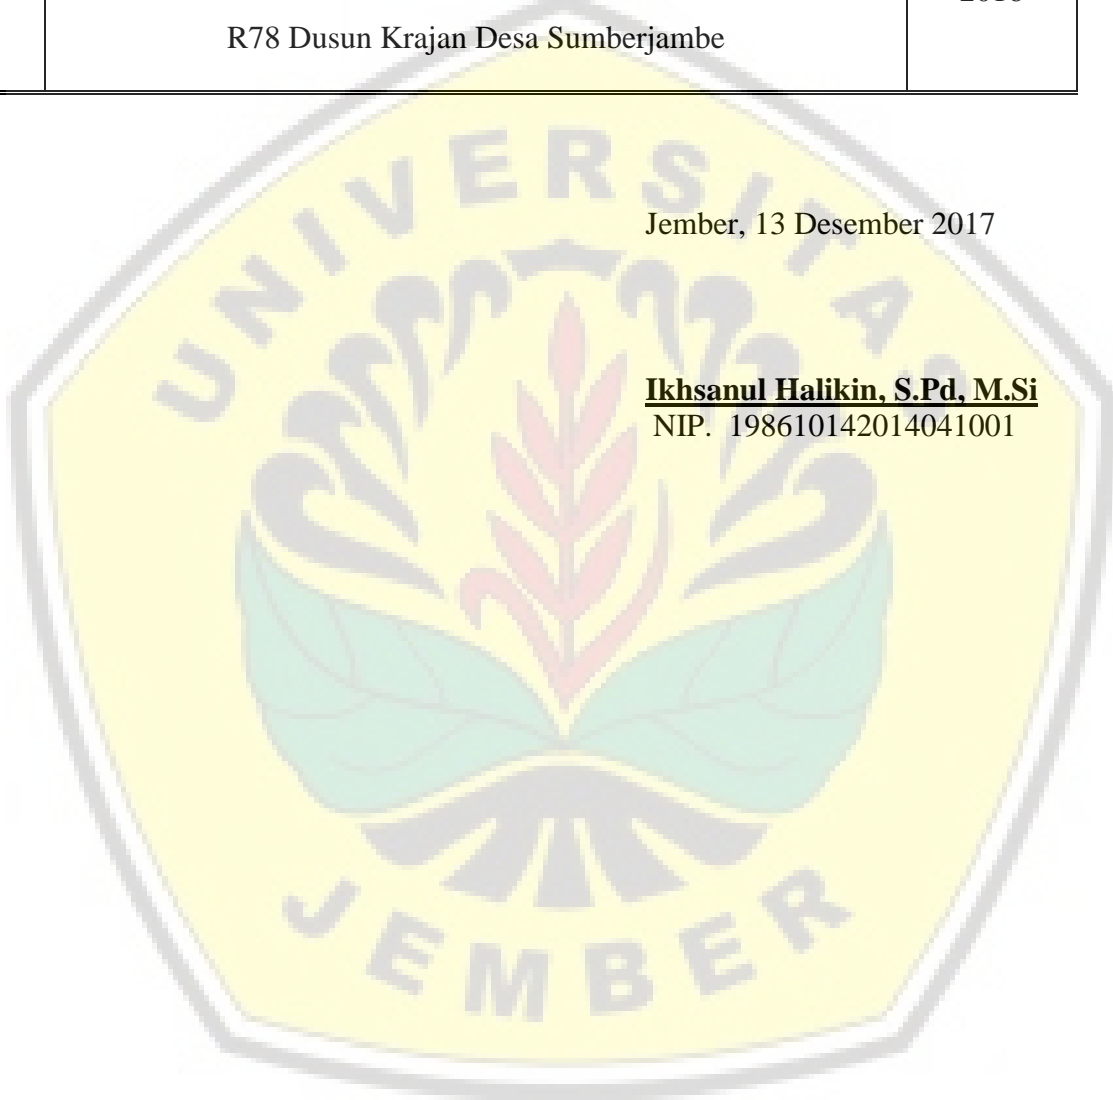 R78 Dusun Krajan Desa Sumberjambe
UNIVERSITAS
Jember, 13 Desember 2017
Ikhsanul Halikin, S.Pd, M.Si
NIP. 198610142014041001
JEMBER